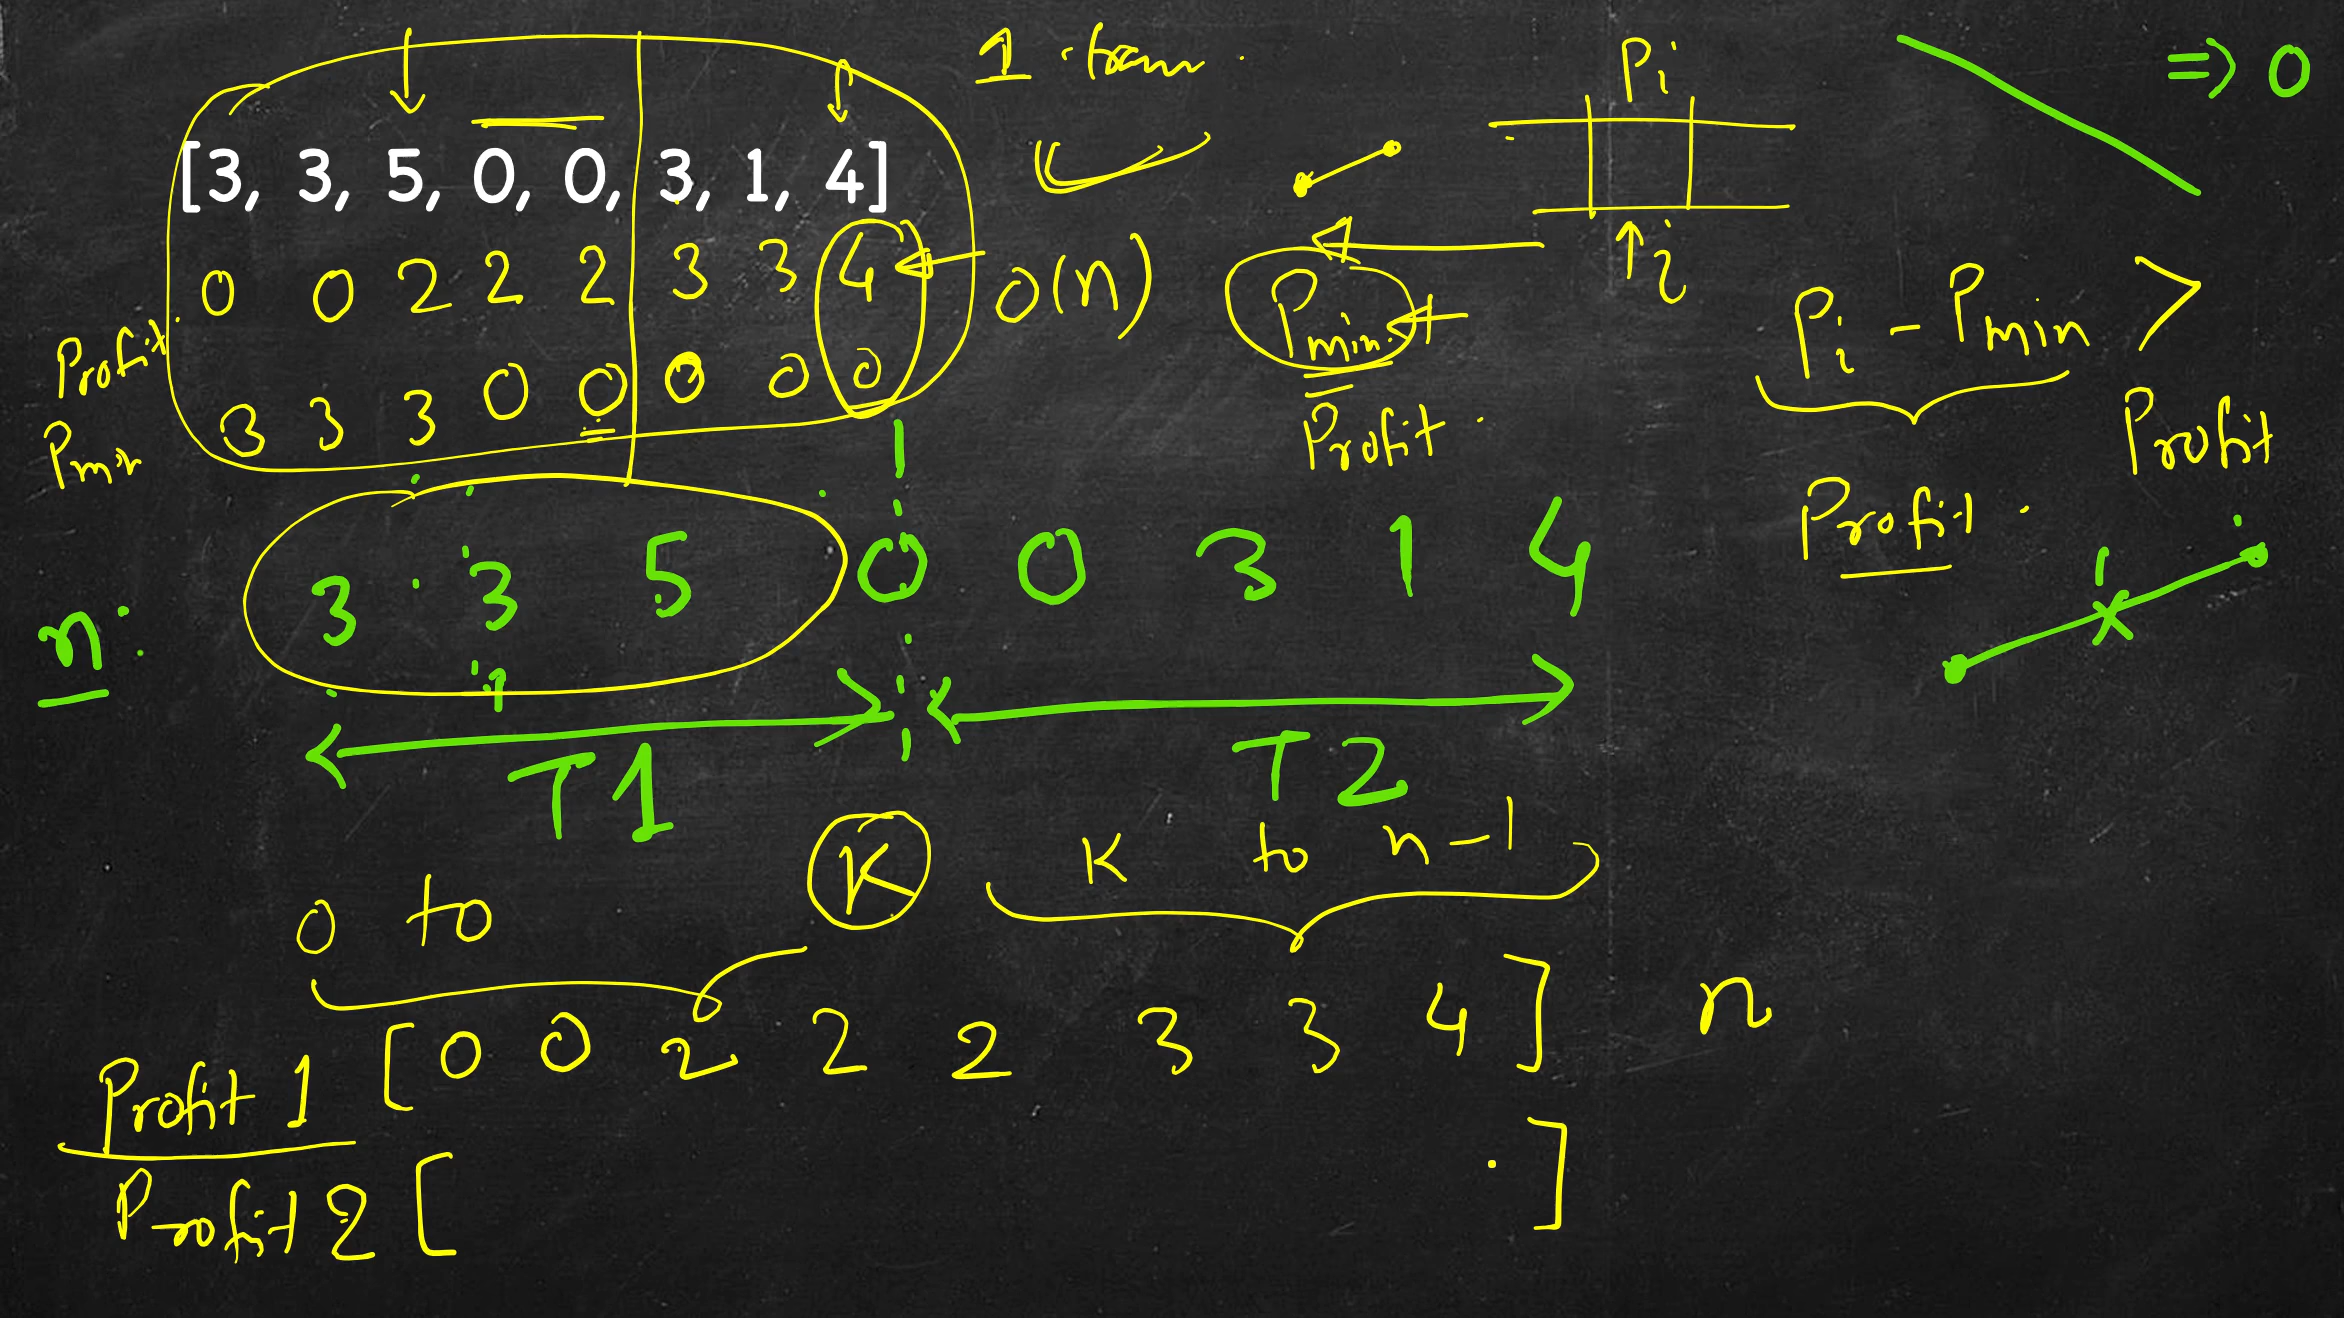 1 tran
Pi
=> 0
[3, 3, 5, 0, 0, 3, 1, 4]
0 0 2 2 2 3 3 4
O(n)
Pmin
i
Pi - Pmin >
Profit
Profit
3 3 3 0 0 0 0 0
Pmin
Profit
Profit
n: 3 3 5 0 0 3 1 4
T1 T2
0 to K
K to n-1
Profit 1 [0 0 2 2 2 3 3 4] n
Profit 2 [ ]